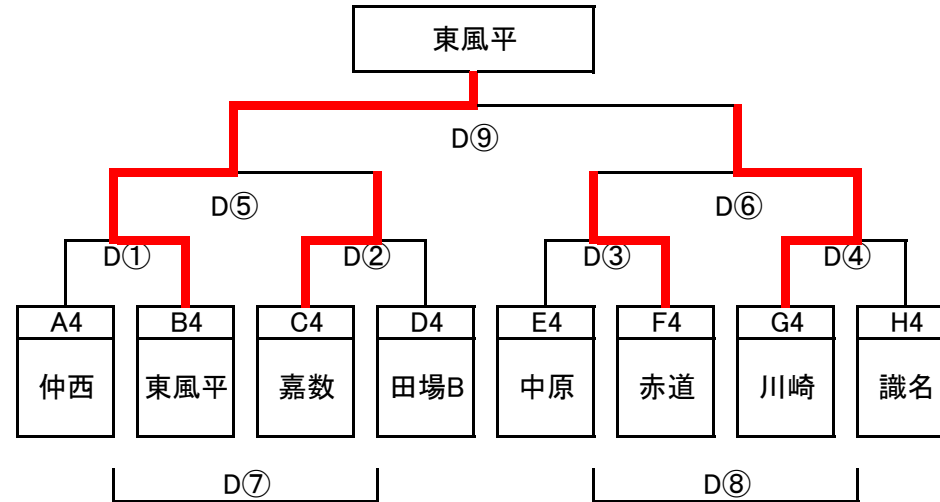 東風平
D⑨
D⑤ D⑥
D① D② D③ D④
A4 B4 C4 D4 E4 F4 G4 H4
仲西 東風平 嘉数 田場B 中原 赤道 川崎 識名
D⑦ D⑧